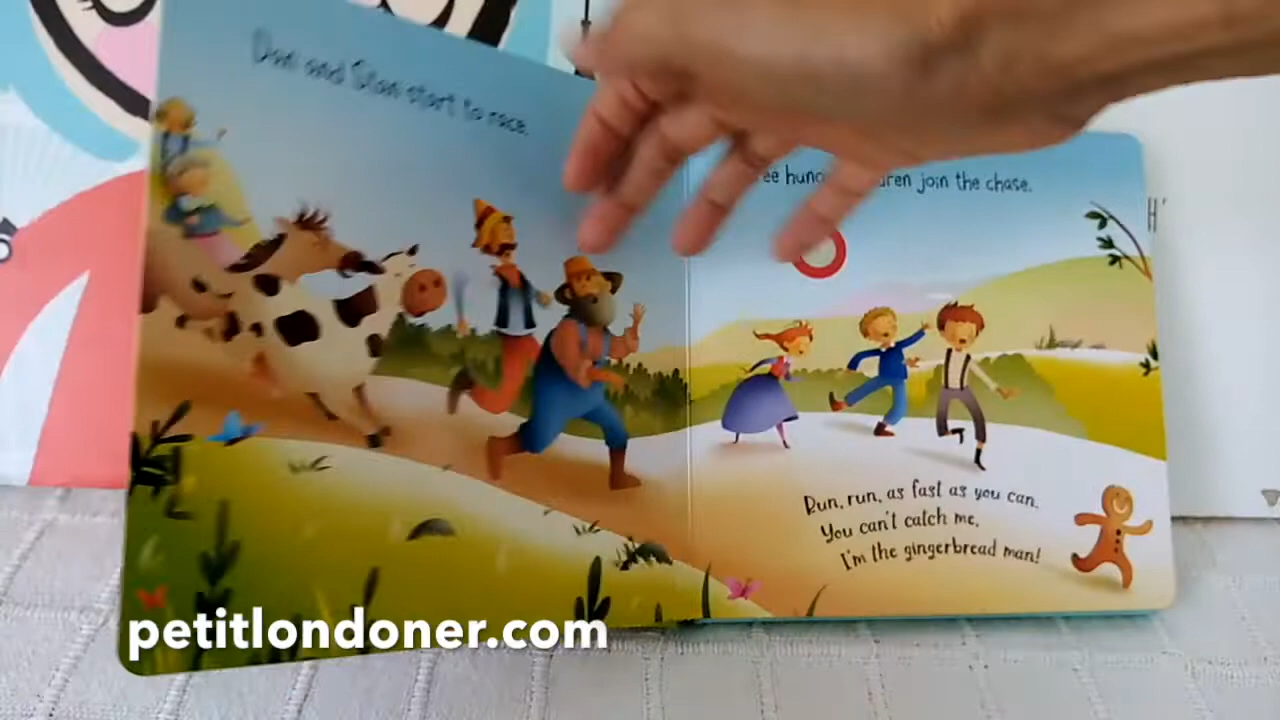 Dan and Stan start to race.
join the chase.
Run, run, as fast as you can.
You can't catch me,
I'm the gingerbread man!
petitlondoner.com